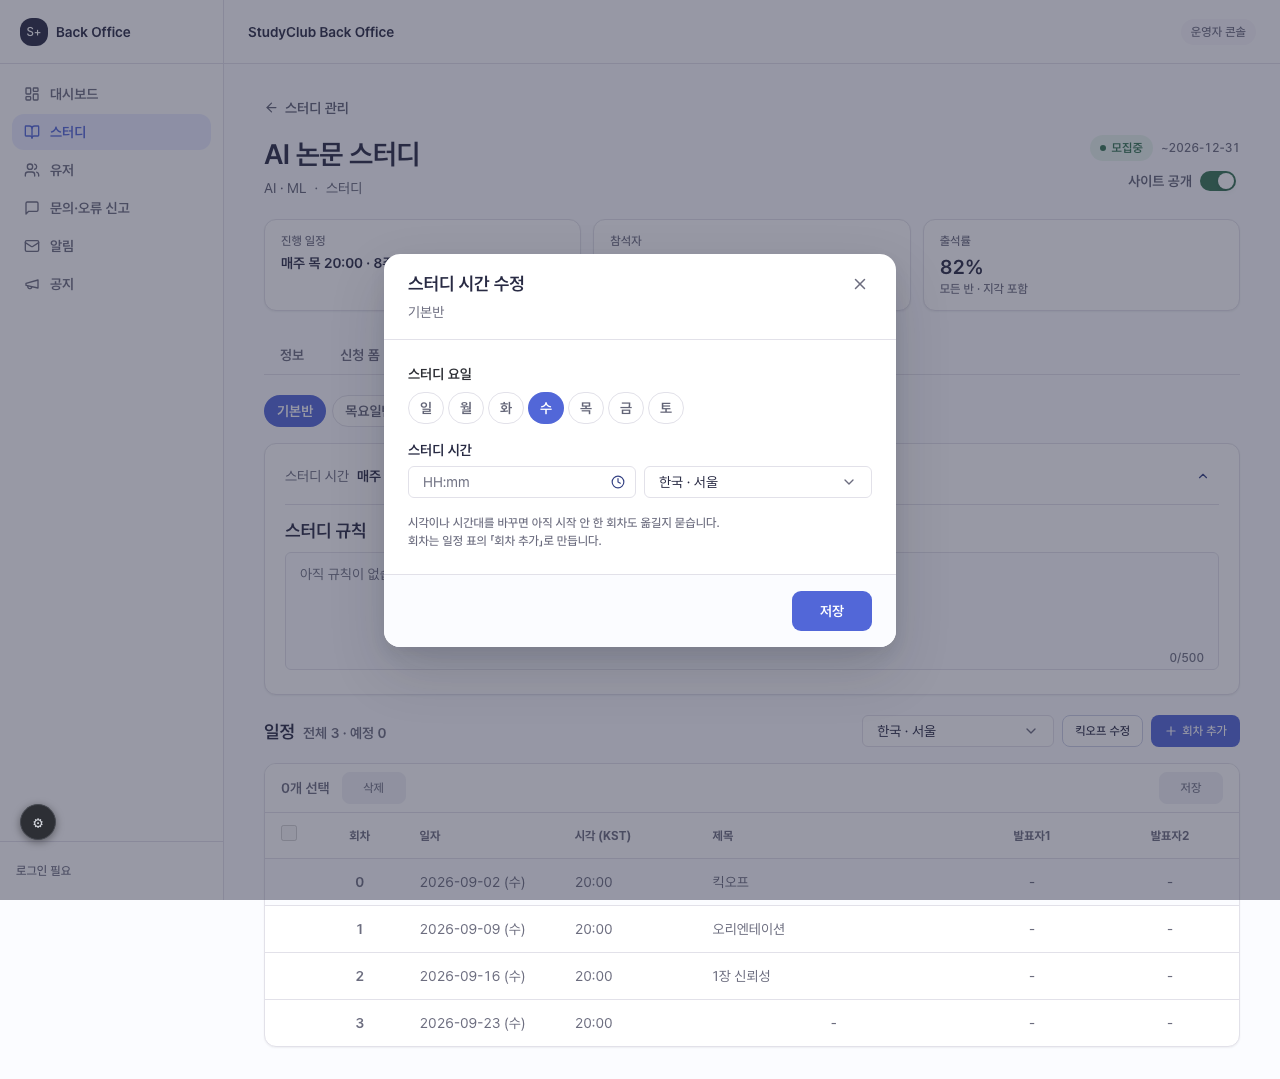 S+ Back Office
StudyClub Back Office
운영자 콘솔
대시보드
스터디
유저
문의·오류 신고
알림
공지
로그인 필요
스터디 관리
AI 논문 스터디
AI · ML · 스터디
모집중
~2026-12-31
사이트 공개
진행 일정
매주 목 20:00 · 8
참석자
출석률
82%
모든 반 · 지각 포함
정보
신청 폼
기본반
목요일
스터디 시간 수정
기본반
스터디 요일
일 월 화 수 목 금 토
스터디 시간
HH:mm
한국 · 서울
시각이나 시간대를 바꾸면 아직 시작 안 한 회차도 옮길지 묻습니다.
회차는 일정 표의 「회차 추가」로 만듭니다.
저장
스터디 시간 매주
스터디 규칙
아직 규칙이 없
0/500
일정 전체 3 · 예정 0
한국 · 서울
킥오프 수정
회차 추가
0개 선택
삭제
저장
회차 일자 시각 (KST) 제목 발표자1 발표자2
0 2026-09-02 (수) 20:00 킥오프 - -
1 2026-09-09 (수) 20:00 오리엔테이션 - -
2 2026-09-16 (수) 20:00 1장 신뢰성 - -
3 2026-09-23 (수) 20:00 - - -